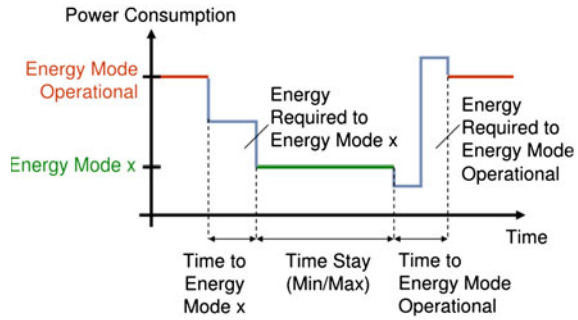 Power Consumption
Energy Mode
Operational
Energy
Required to
Energy Mode x
Energy
Required to
Energy Mode
Operational
Energy Mode x
Time
Time to
Energy
Mode x
Time Stay
(Min/Max)
Time to
Energy Mode
Operational